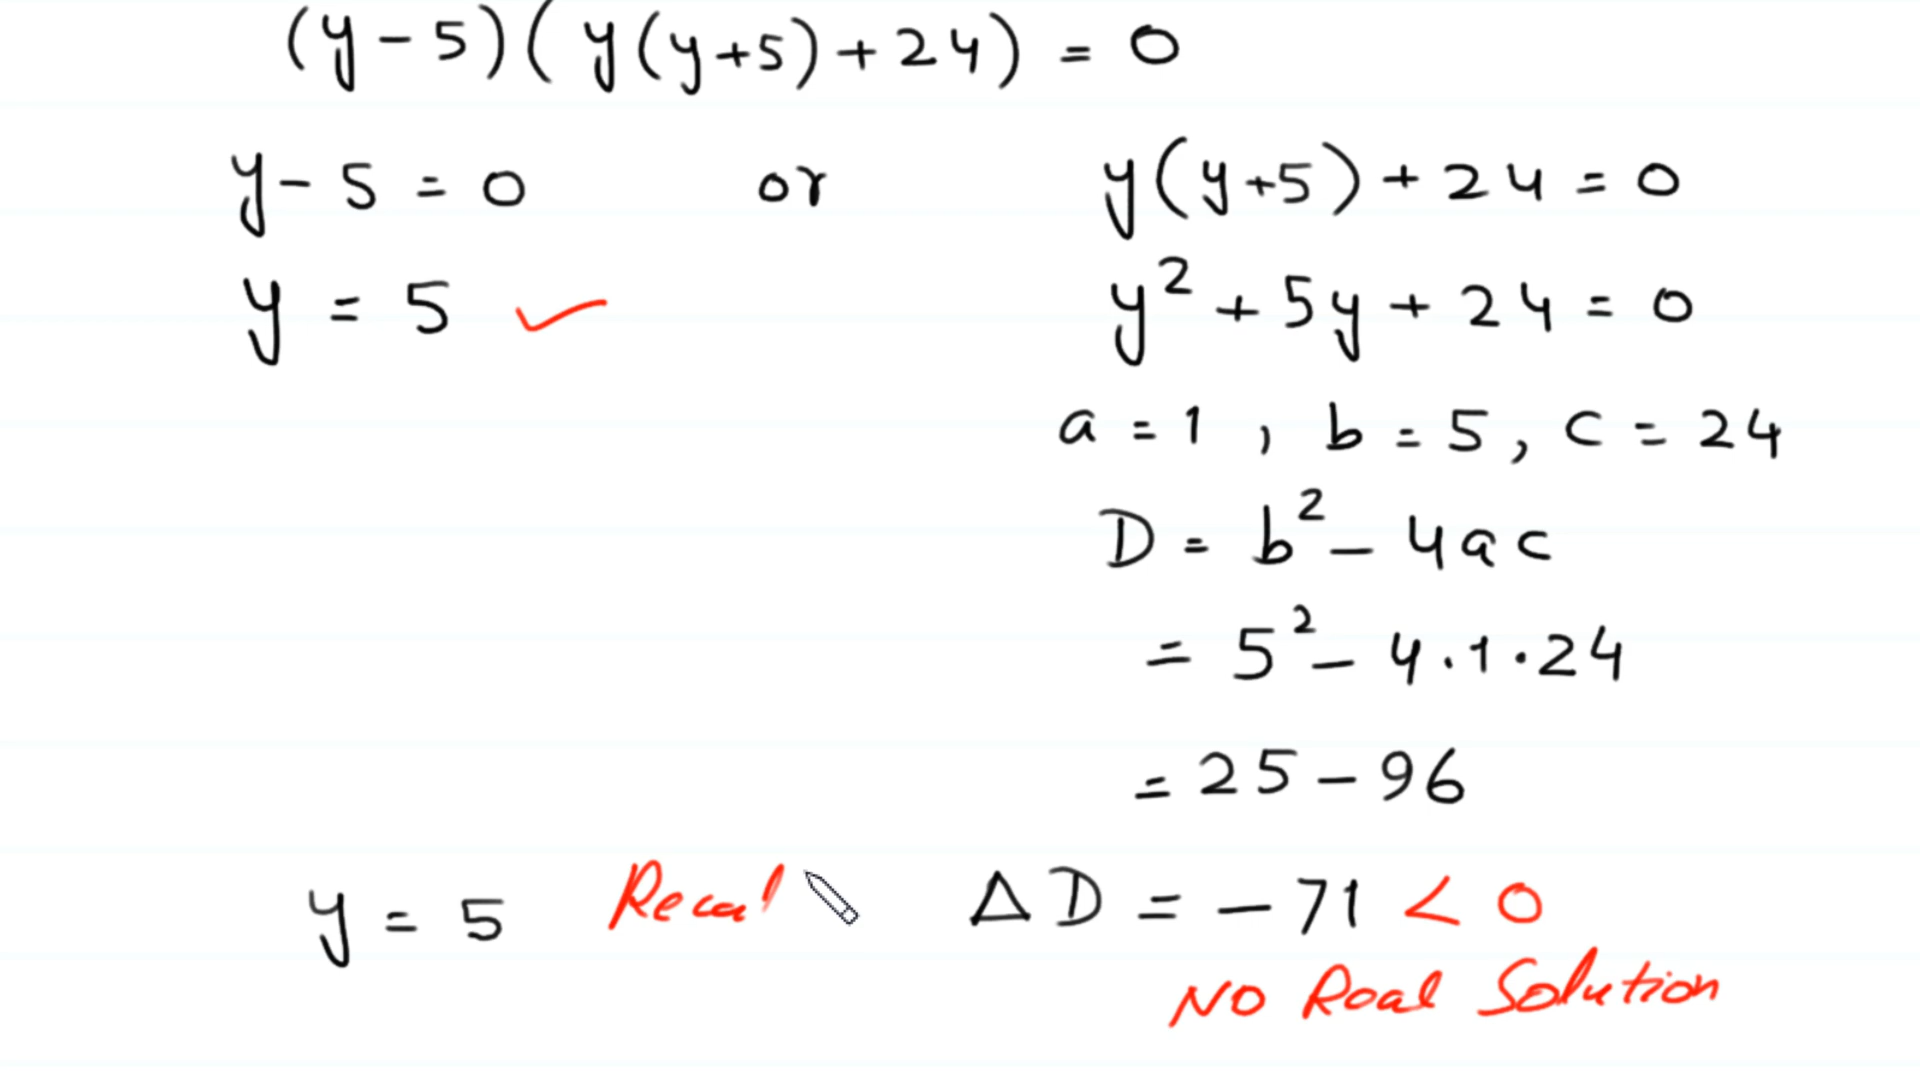 (y-5)(y(y+5)+24) = 0
y-5 = 0 or y(y+5)+24 = 0
y = 5 ✓ y²+5y+24 = 0
a = 1, b = 5, c = 24
D = b²-4ac
= 5²-4.1.24
= 25-96
y = 5 Real ΔD = -71 < 0
NO Real Solution